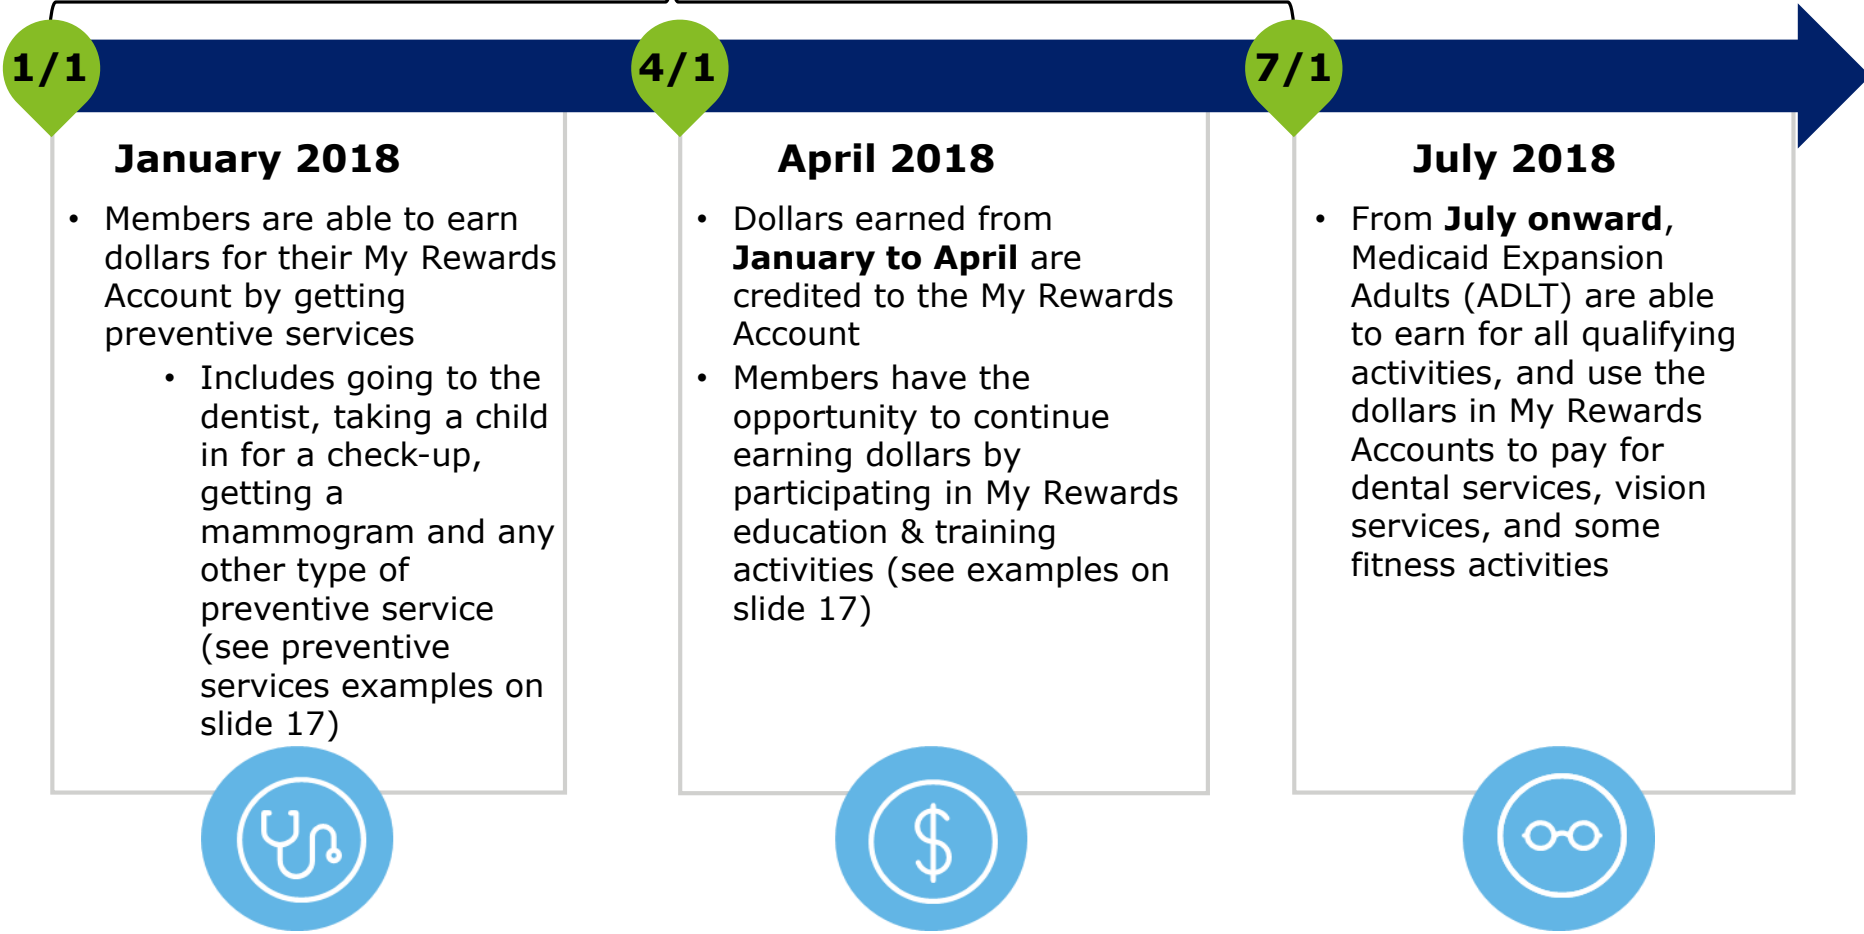 1/1
4/1
7/1
January 2018
• Members are able to earn
dollars for their My Rewards
Account by getting
preventive services
• Includes going to the
dentist, taking a child
in for a check-up,
getting a
mammogram and any
other type of
preventive service
(see preventive
services examples on
slide 17)
April 2018
• Dollars earned from
January to April are
credited to the My Rewards
Account
• Members have the
opportunity to continue
earning dollars by
participating in My Rewards
education & training
activities (see examples on
slide 17)
July 2018
• From July onward,
Medicaid Expansion
Adults (ADLT) are able
to earn for all qualifying
activities, and use the
dollars in My Rewards
Accounts to pay for
dental services, vision
services, and some
fitness activities
$